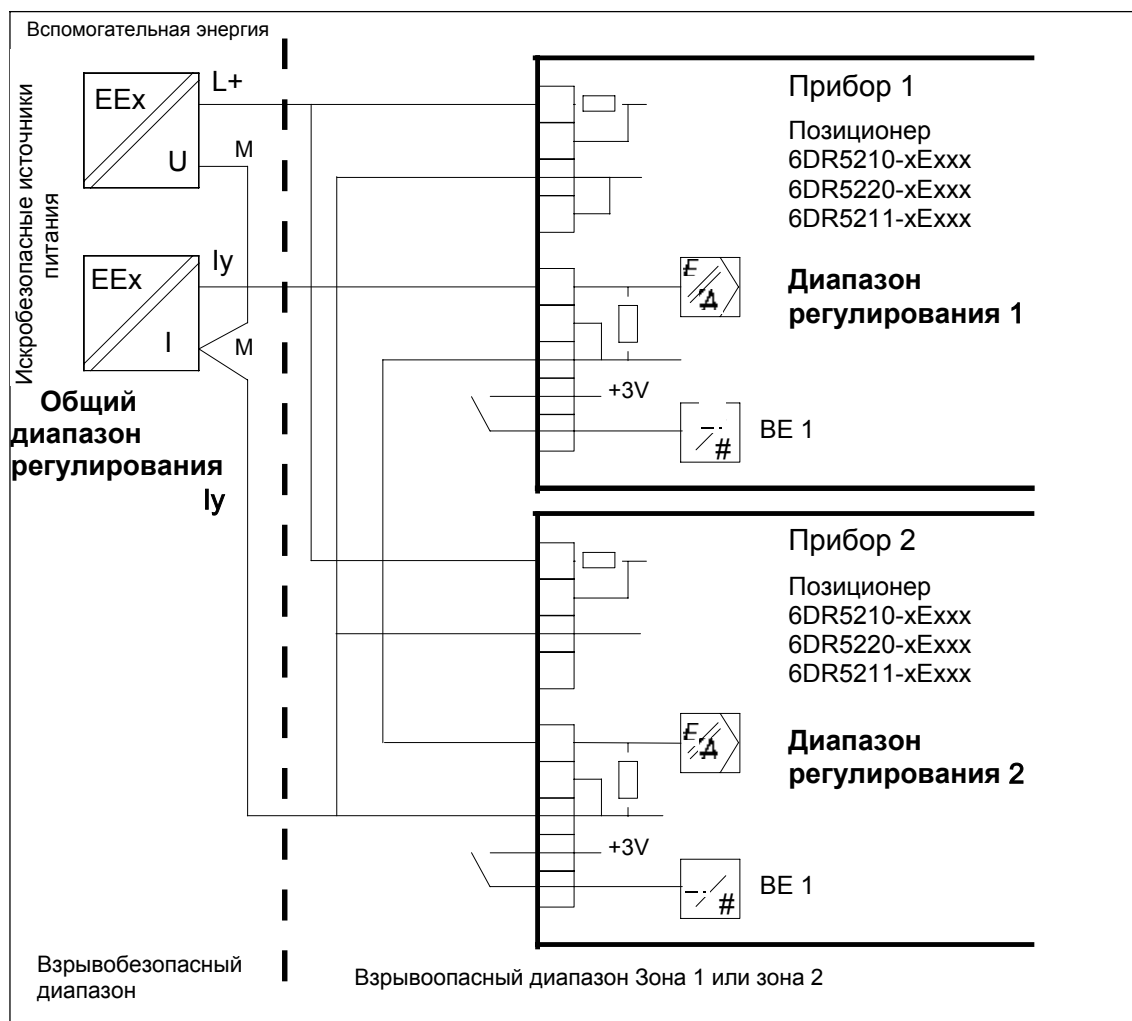 Вспомогательная энергия
Искробезопасные источники
питания
EEx
U
L+
M
EEx
I
Iy
M
Общий
диапазон
регулирования
Iy
Прибор 1
Позиционер
6DR5210-xExxx
6DR5220-xExxx
6DR5211-xExxx
Диапазон
регулирования 1
Д
+3V
BE 1
#
Прибор 2
Позиционер
6DR5210-xExxx
6DR5220-xExxx
6DR5211-xExxx
Диапазон
регулирования 2
Д
+3V
BE 1
#
Взрывобезопасный
диапазон
Взрывоопасный диапазон Зона 1 или зона 2